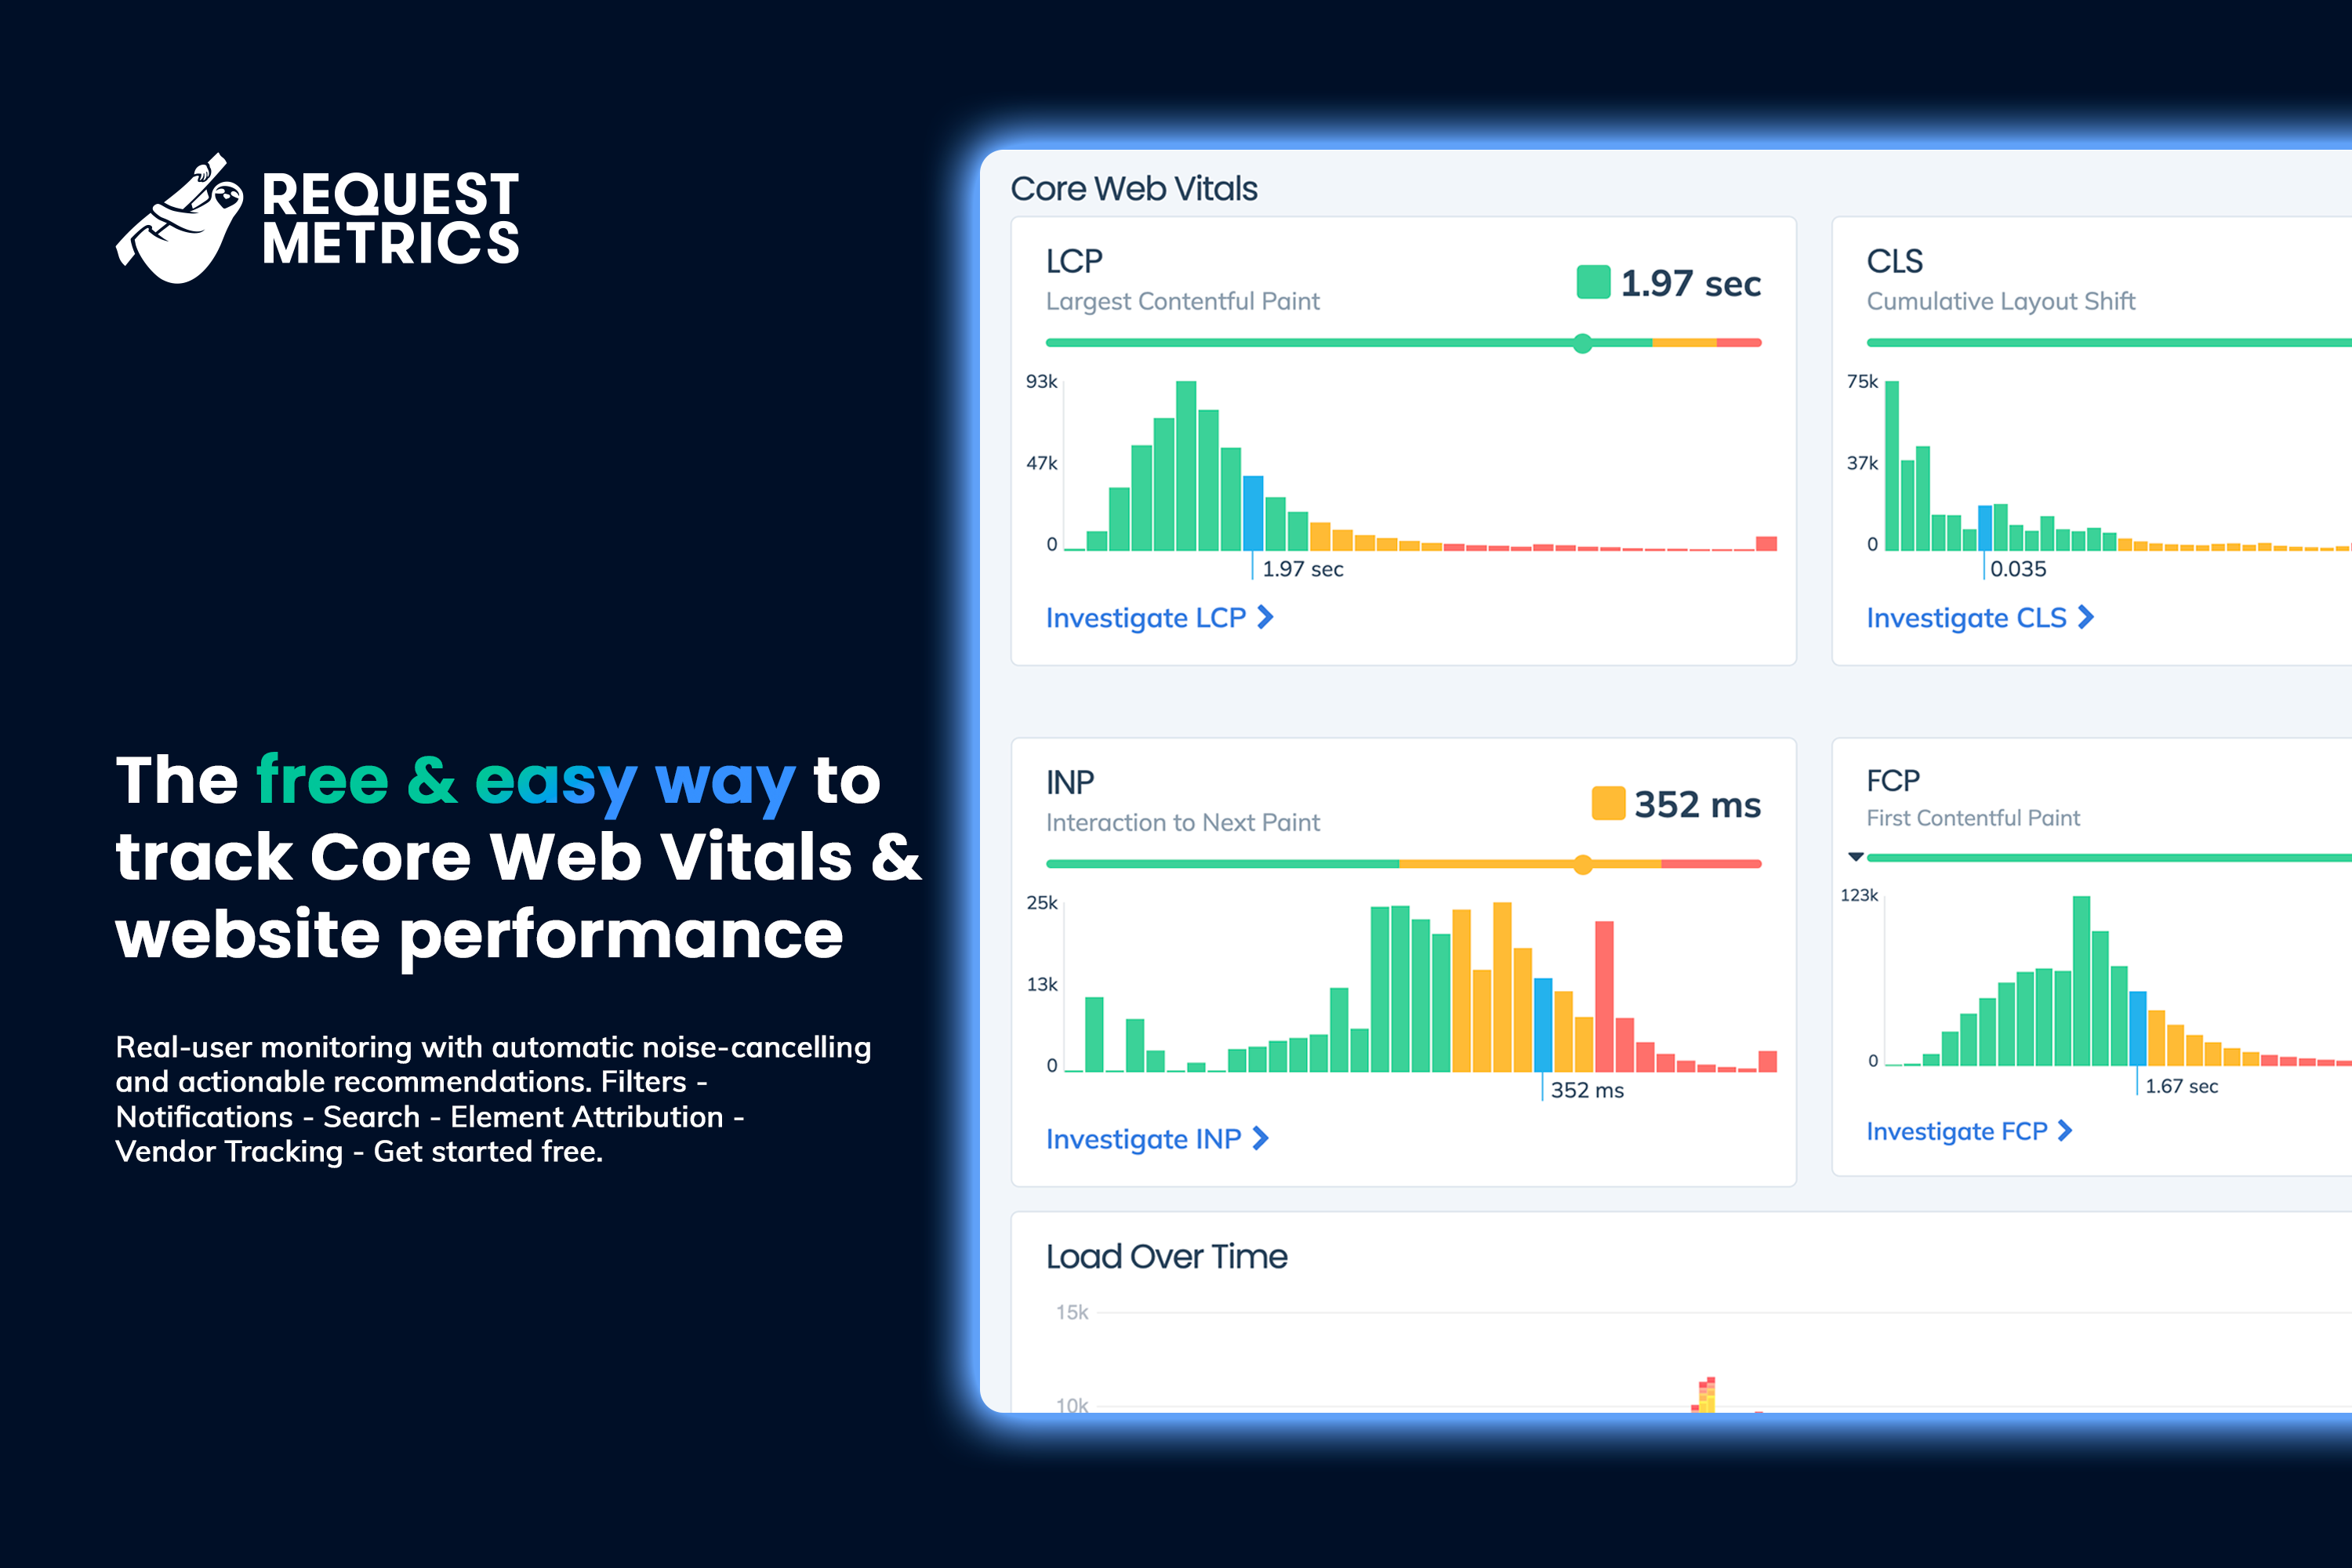 REQUEST
METRICS
The free & easy way to
track Core Web Vitals &
website performance
Real-user monitoring with automatic noise-cancelling
and actionable recommendations. Filters -
Notifications - Search - Element Attribution -
Vendor Tracking - Get started free.
Core Web Vitals
LCP
Largest Contentful Paint
1.97 sec
93k
47k
0
1.97 sec
Investigate LCP
CLS
Cumulative Layout Shift
75k
37k
0
0.035
Investigate CLS
INP
Interaction to Next Paint
352 ms
25k
13k
0
352 ms
Investigate INP
FCP
First Contentful Paint
123k
0
1.67 sec
Investigate FCP
Load Over Time
15k
10k